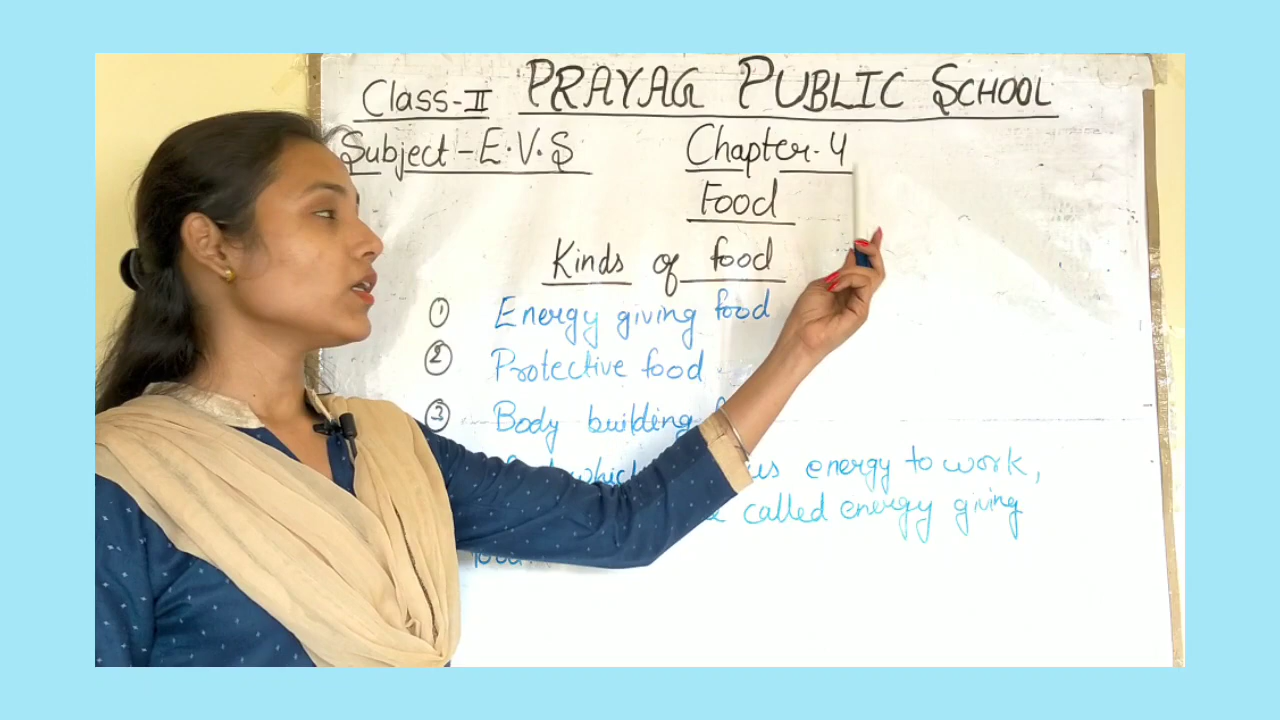 Class-II PRAYAG PUBLIC SCHOOL
Subject - E.V.S Chapter-4
Food
Kinds of food
1 Energy giving food
2 Protective food
3 Body building
us energy to work,
called energy giving